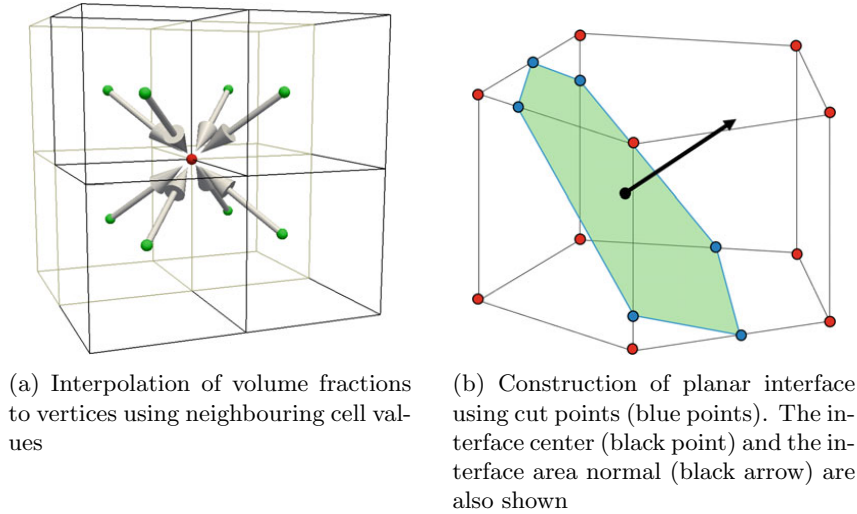 (a) Interpolation of volume fractions
to vertices using neighbouring cell val-
ues
(b) Construction of planar interface
using cut points (blue points). The in-
terface center (black point) and the in-
terface area normal (black arrow) are
also shown